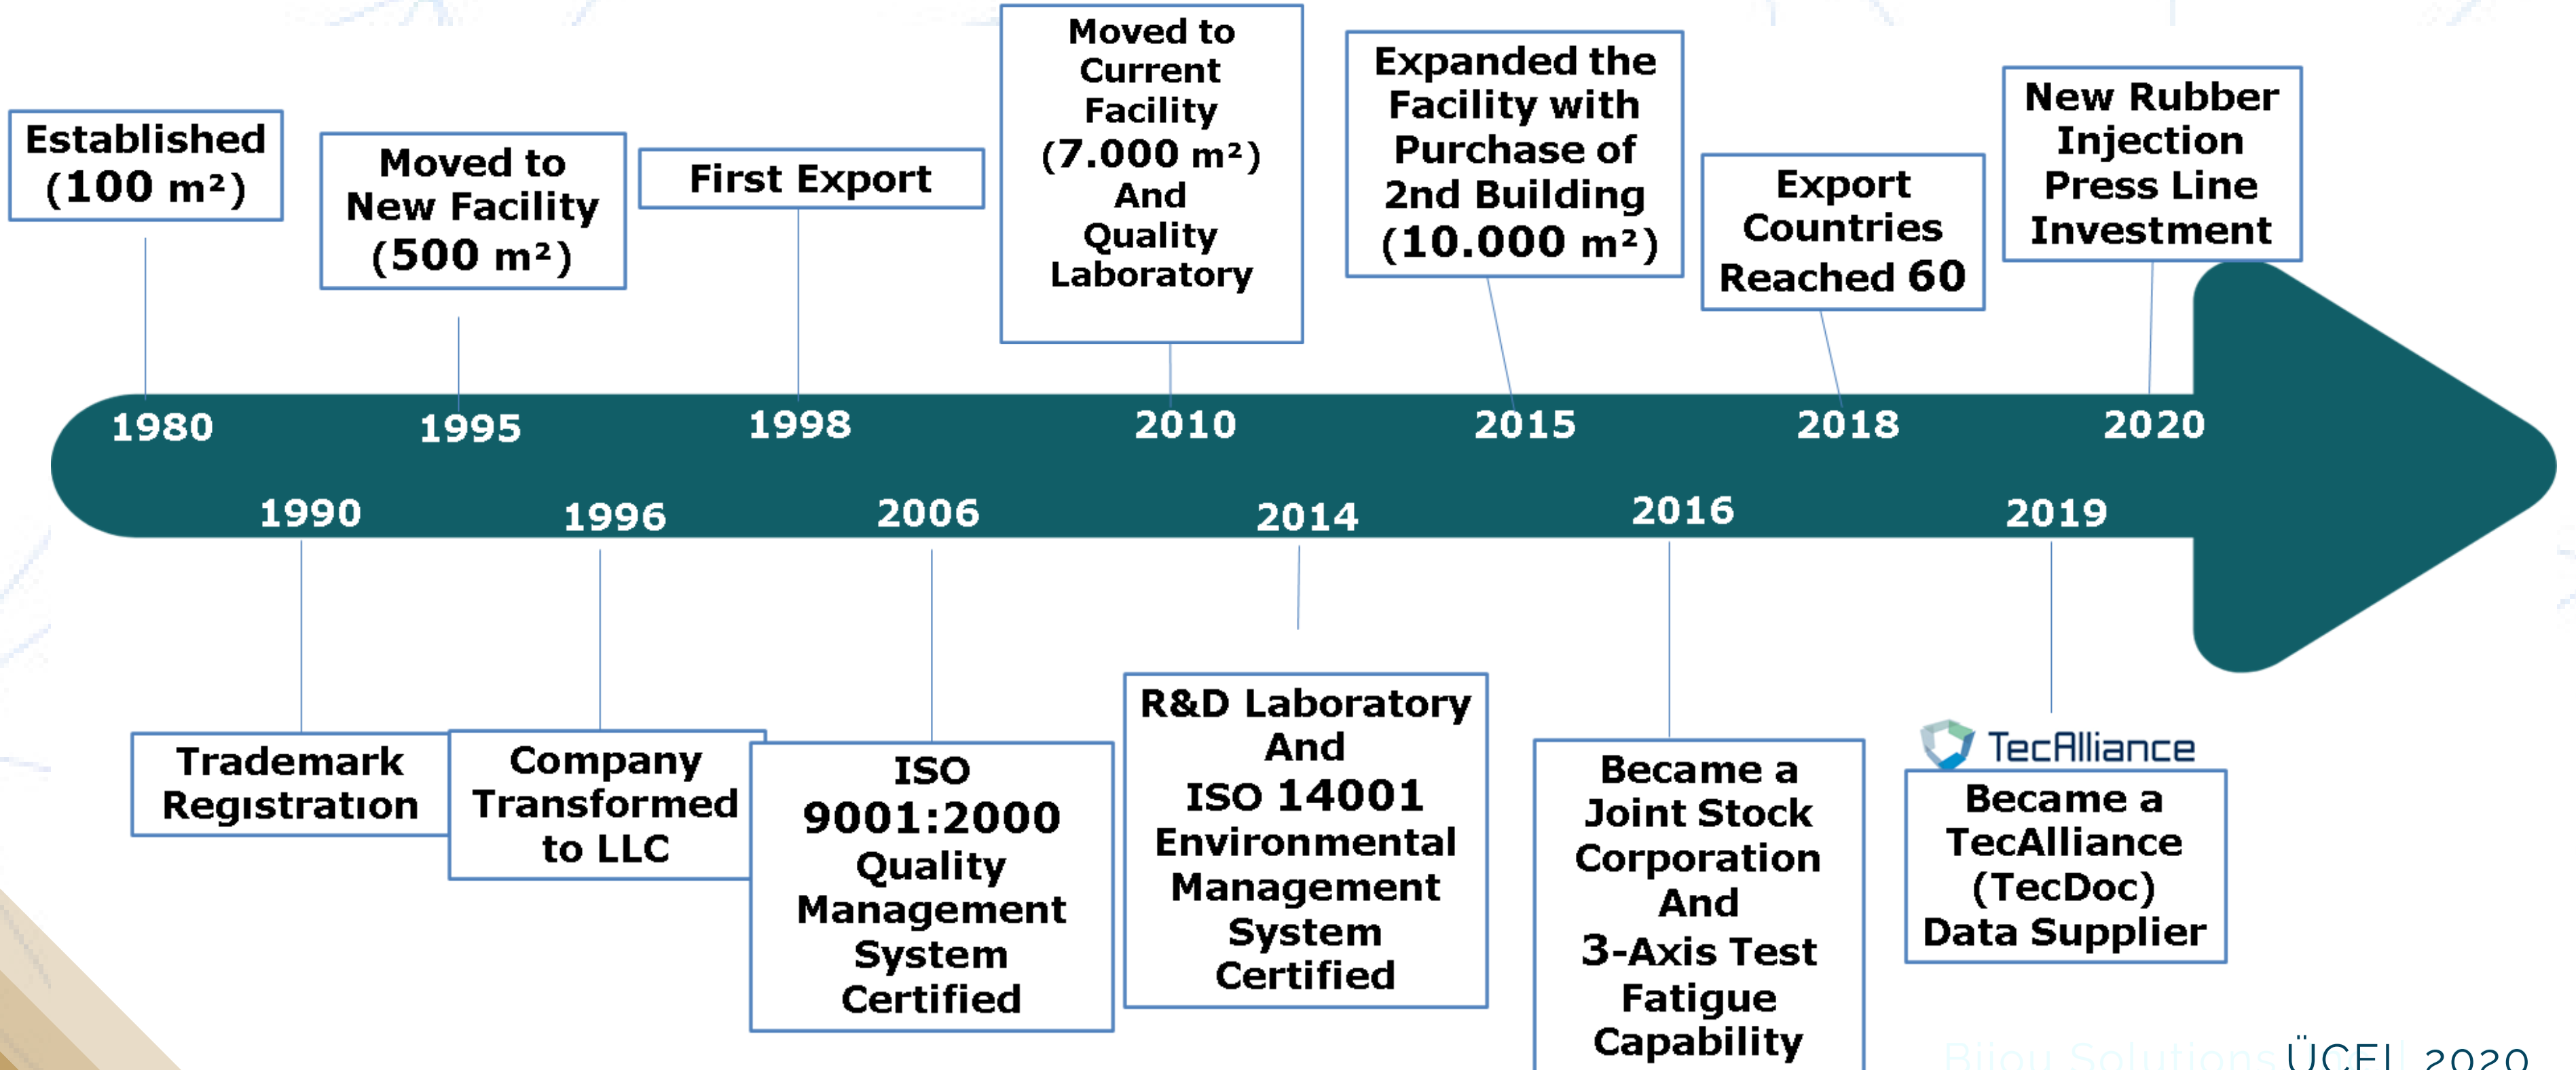 Established
(100 m²)
Moved to
New Facility
(500 m²)
First Export
Moved to
Current
Facility
(7.000 m²)
And
Quality
Laboratory
Expanded the
Facility with
Purchase of
2nd Building
(10.000 m²)
Export
Countries
Reached 60
New Rubber
Injection
Press Line
Investment
1980
1995
1998
2010
2015
2018
2020
1990
1996
2006
2014
2016
2019
Trademark
Regıstratıon
Company
Transformed
to LLC
ISO
9001:2000
Quality
Management
System
Certified
R&D Laboratory
And
ISO 14001
Environmental
Management
System
Certified
Became a
Joint Stock
Corporation
And
3-Axis Test
Fatigue
Capability
TecAlliance
Became a
TecAlliance
(TecDoc)
Data Supplier
Bijou Solutions ÜCEL 2020